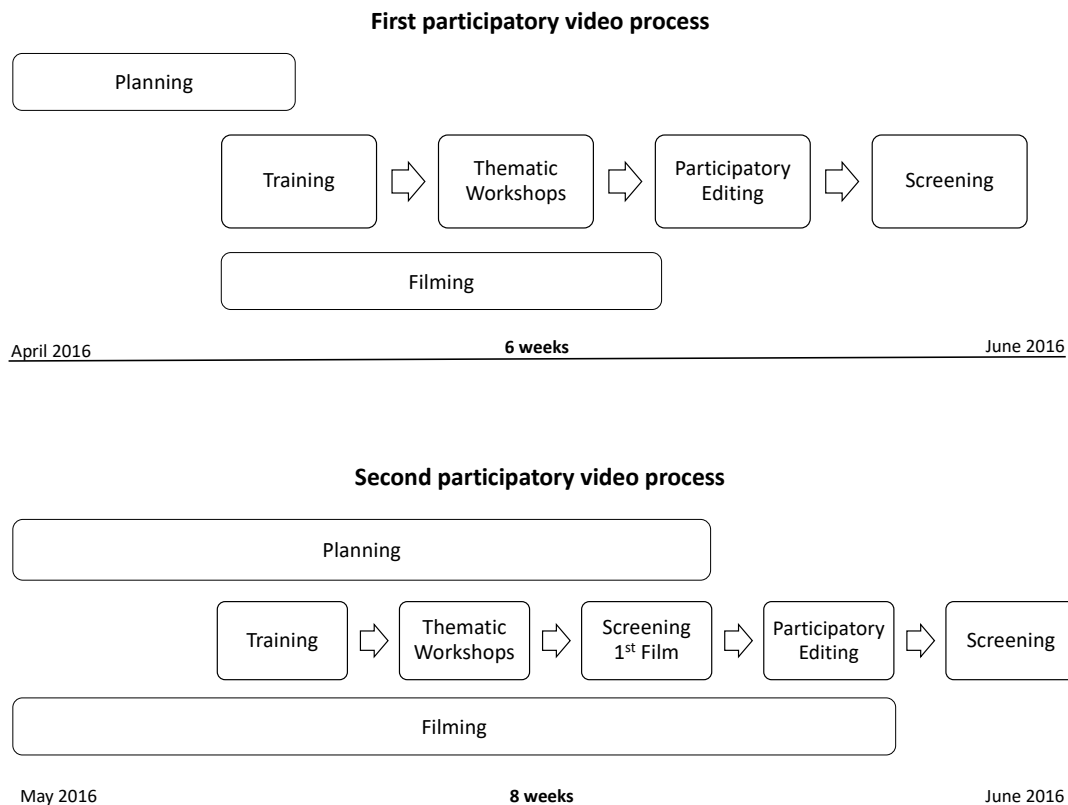 First participatory video process
Planning
Training
Thematic
Workshops
Participatory
Editing
Screening
Filming
April 2016
6 weeks
June 2016
Second participatory video process
Planning
Training
Thematic
Workshops
Screening
1st Film
Participatory
Editing
Screening
Filming
May 2016
8 weeks
June 2016